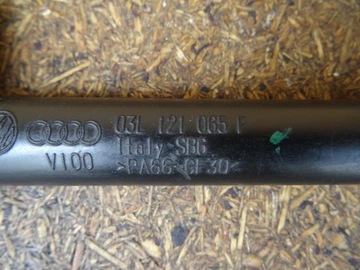 03L 121 065 F
Italy SB6
V100
>PA66-GF30<